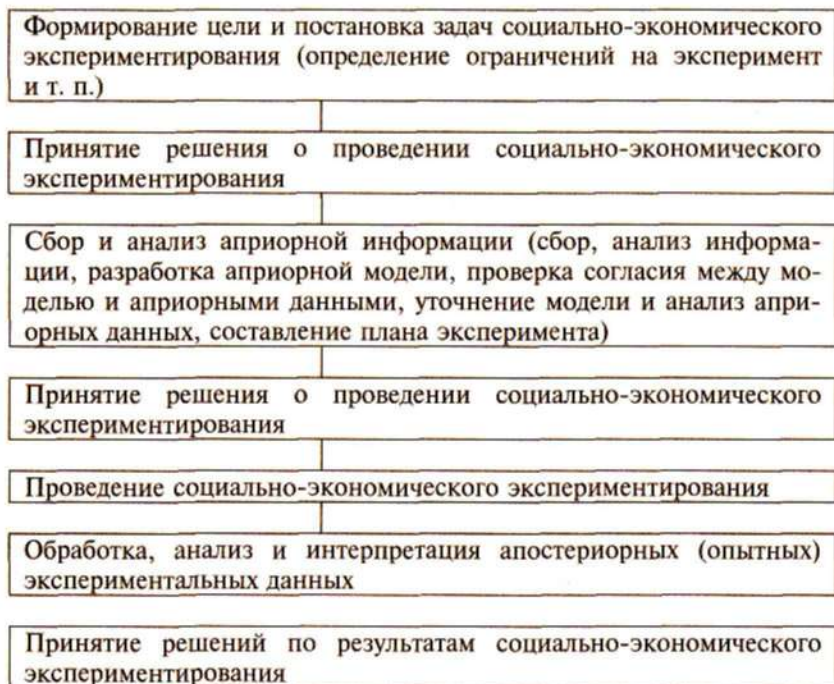 Формирование цели и постановка задач социально-экономического
экспериментирования (определение ограничений на эксперимент
и т. п.)
Принятие решения о проведении социально-экономического
экспериментирования
Сбор и анализ априорной информации (сбор, анализ информа-
ции, разработка априорной модели, проверка согласия между мо-
делью и априорными данными, уточнение модели и анализ апри-
орных данных, составление плана эксперимента)
Принятие решения о проведении социально-экономического
экспериментирования
Проведение социально-экономического экспериментирования
Обработка, анализ и интерпретация апостериорных (опытных)
экспериментальных данных
Принятие решений по результатам социально-экономического
экспериментирования